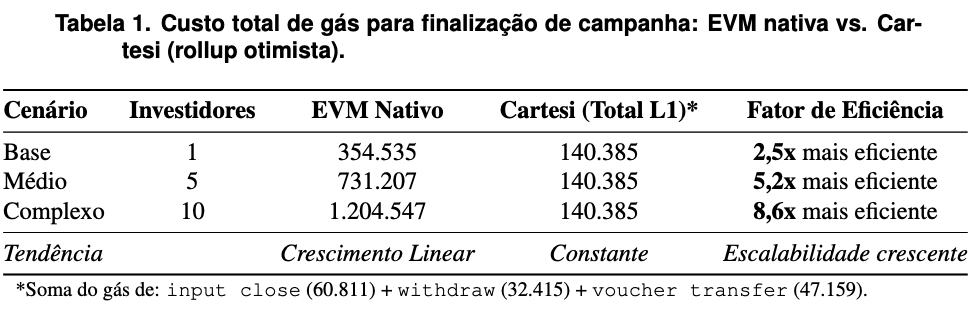 Tabela 1. Custo total de gás para finalização de campanha: EVM nativa vs. Car-
tesi (rollup otimista).
Cenário Investidores EVM Nativo Cartesi (Total L1)* Fator de Eficiência
Base 1 354.535 140.385 2,5x mais eficiente
Médio 5 731.207 140.385 5,2x mais eficiente
Complexo 10 1.204.547 140.385 8,6x mais eficiente
Tendência Crescimento Linear Constante Escalabilidade crescente
*Soma do gás de: input close (60.811) + withdraw (32.415) + voucher transfer (47.159).